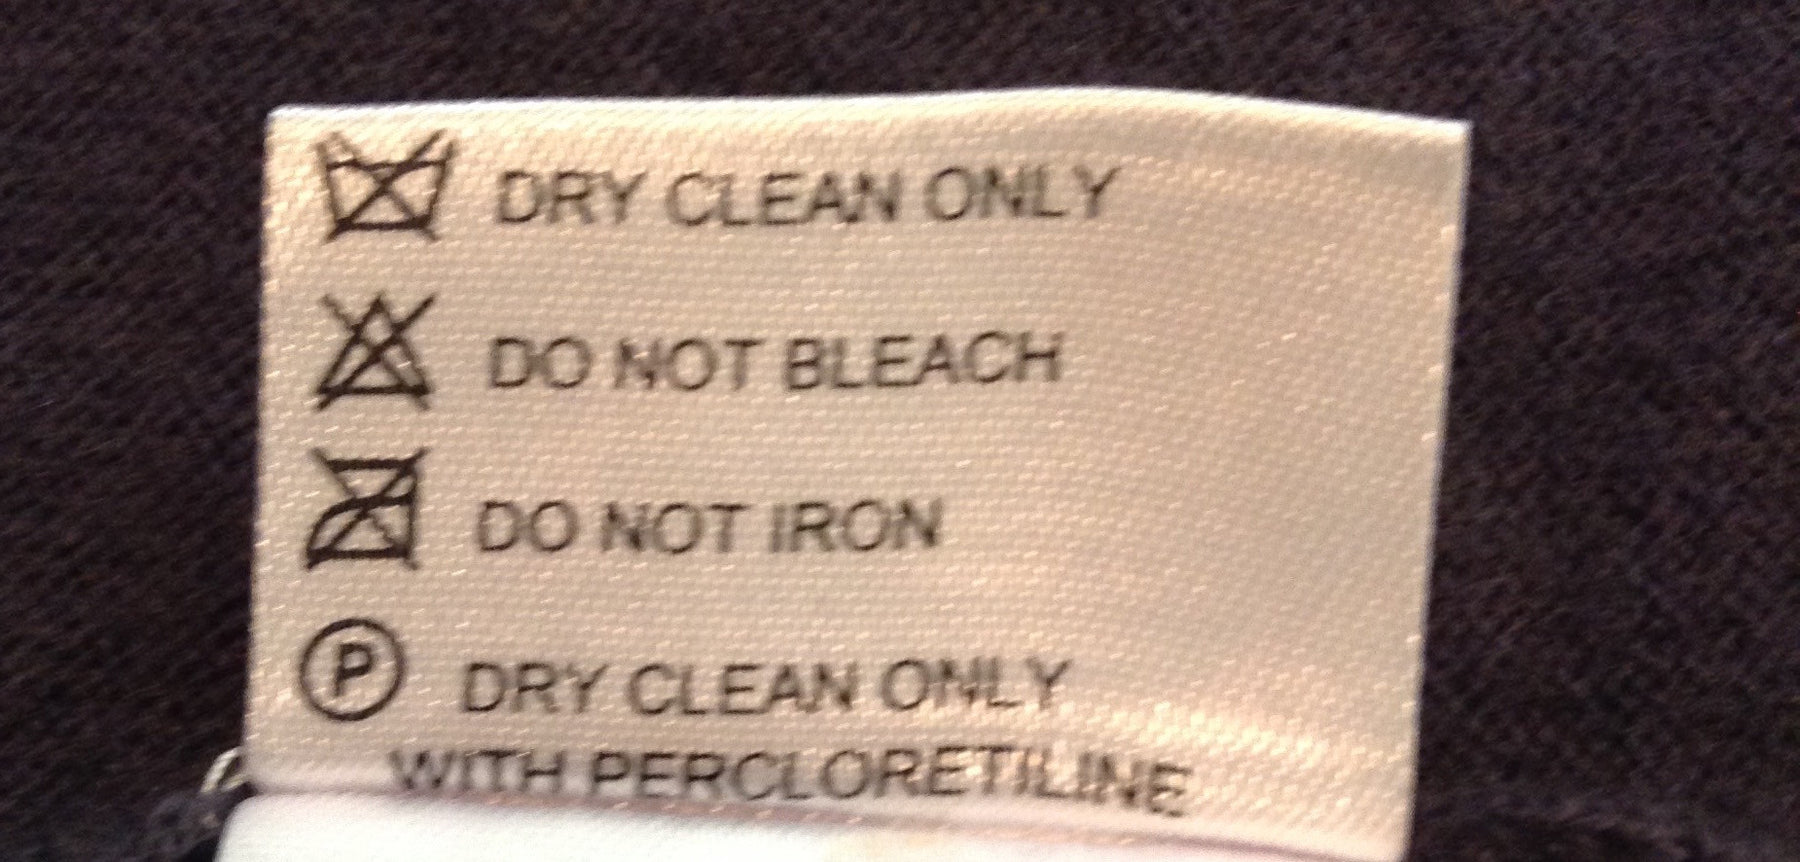 DRY CLEAN ONLY
DO NOT BLEACH
DO NOT IRON
P DRY CLEAN ONLY
WITH PERCLORETILINE